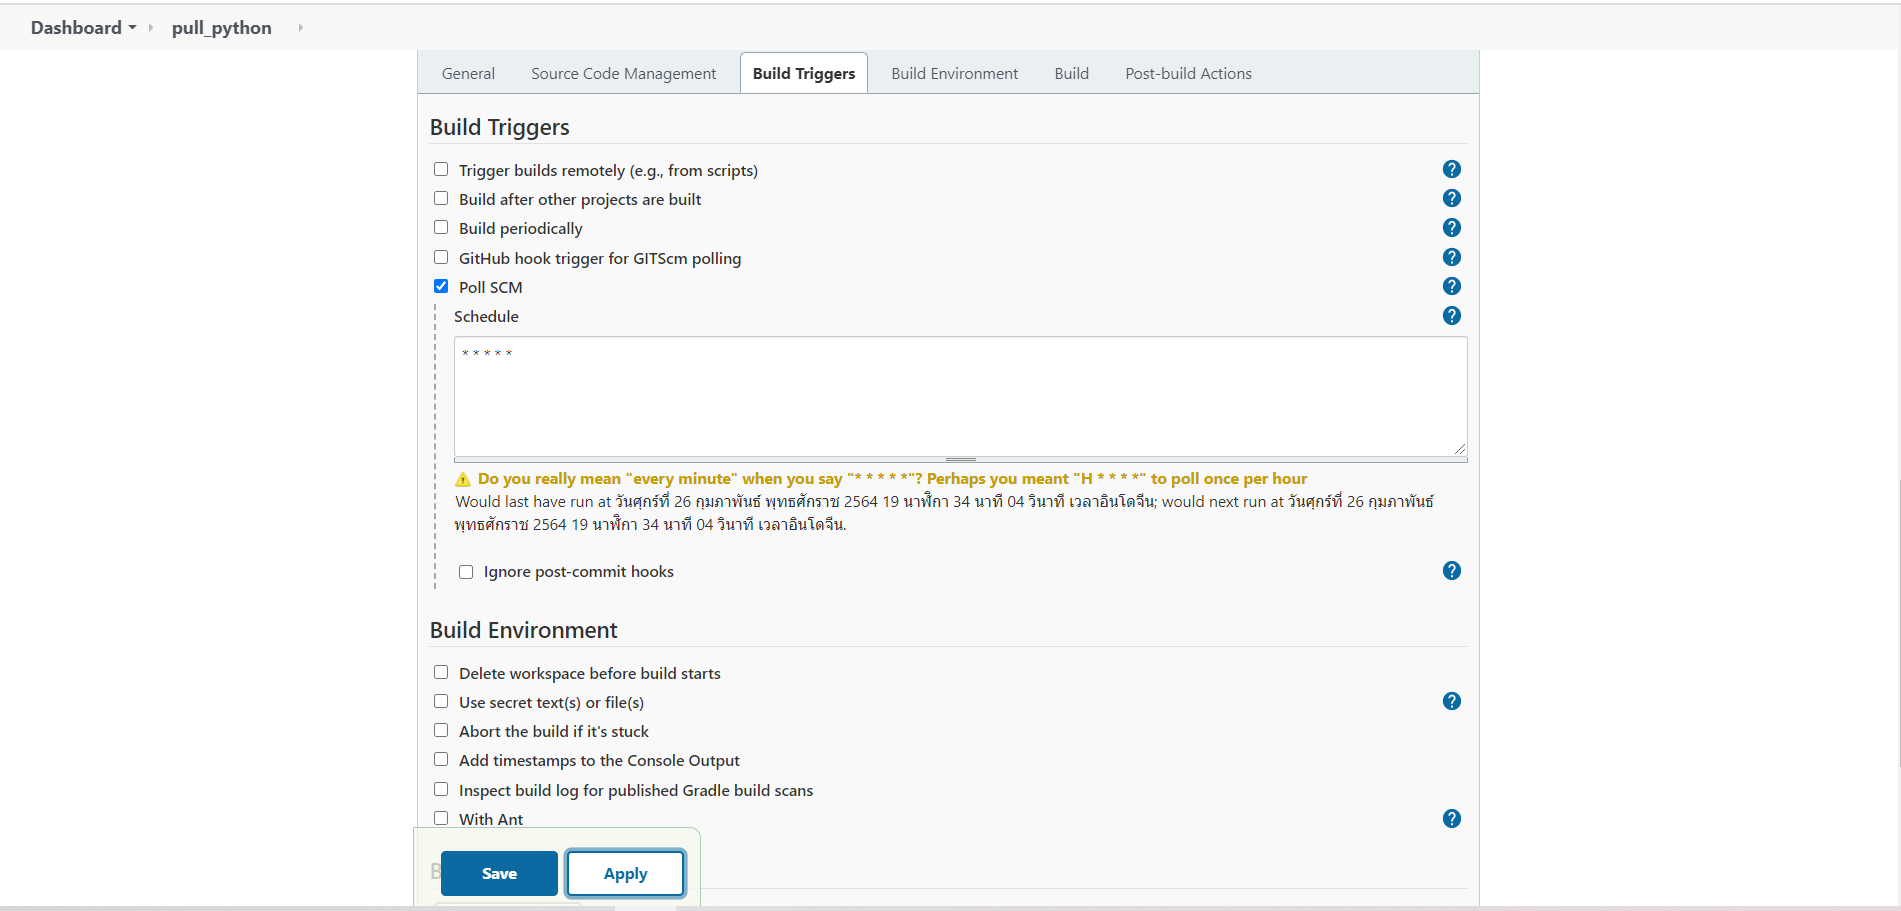 Dashboard pull_python
General Source Code Management Build Triggers Build Environment Build Post-build Actions
Build Triggers
Trigger builds remotely (e.g., from scripts)
Build after other projects are built
Build periodically
GitHub hook trigger for GITScm polling
Poll SCM
Schedule
* * * * *
Do you really mean "every minute" when you say "* * * * *"? Perhaps you meant "H * * * *" to poll once per hour
Would last have run at วันศุกร์ที่ 26 กุมภาพันธ์ พุทธศักราช 2564 19 นาฬิกา 34 นาที 04 วินาที เวลาอินโดจีน; would next run at วันศุกร์ที่ 26 กุมภาพันธ์
พุทธศักราช 2564 19 นาฬิกา 34 นาที 04 วินาที เวลาอินโดจีน.
Ignore post-commit hooks
Build Environment
Delete workspace before build starts
Use secret text(s) or file(s)
Abort the build if it's stuck
Add timestamps to the Console Output
Inspect build log for published Gradle build scans
With Ant
Save Apply